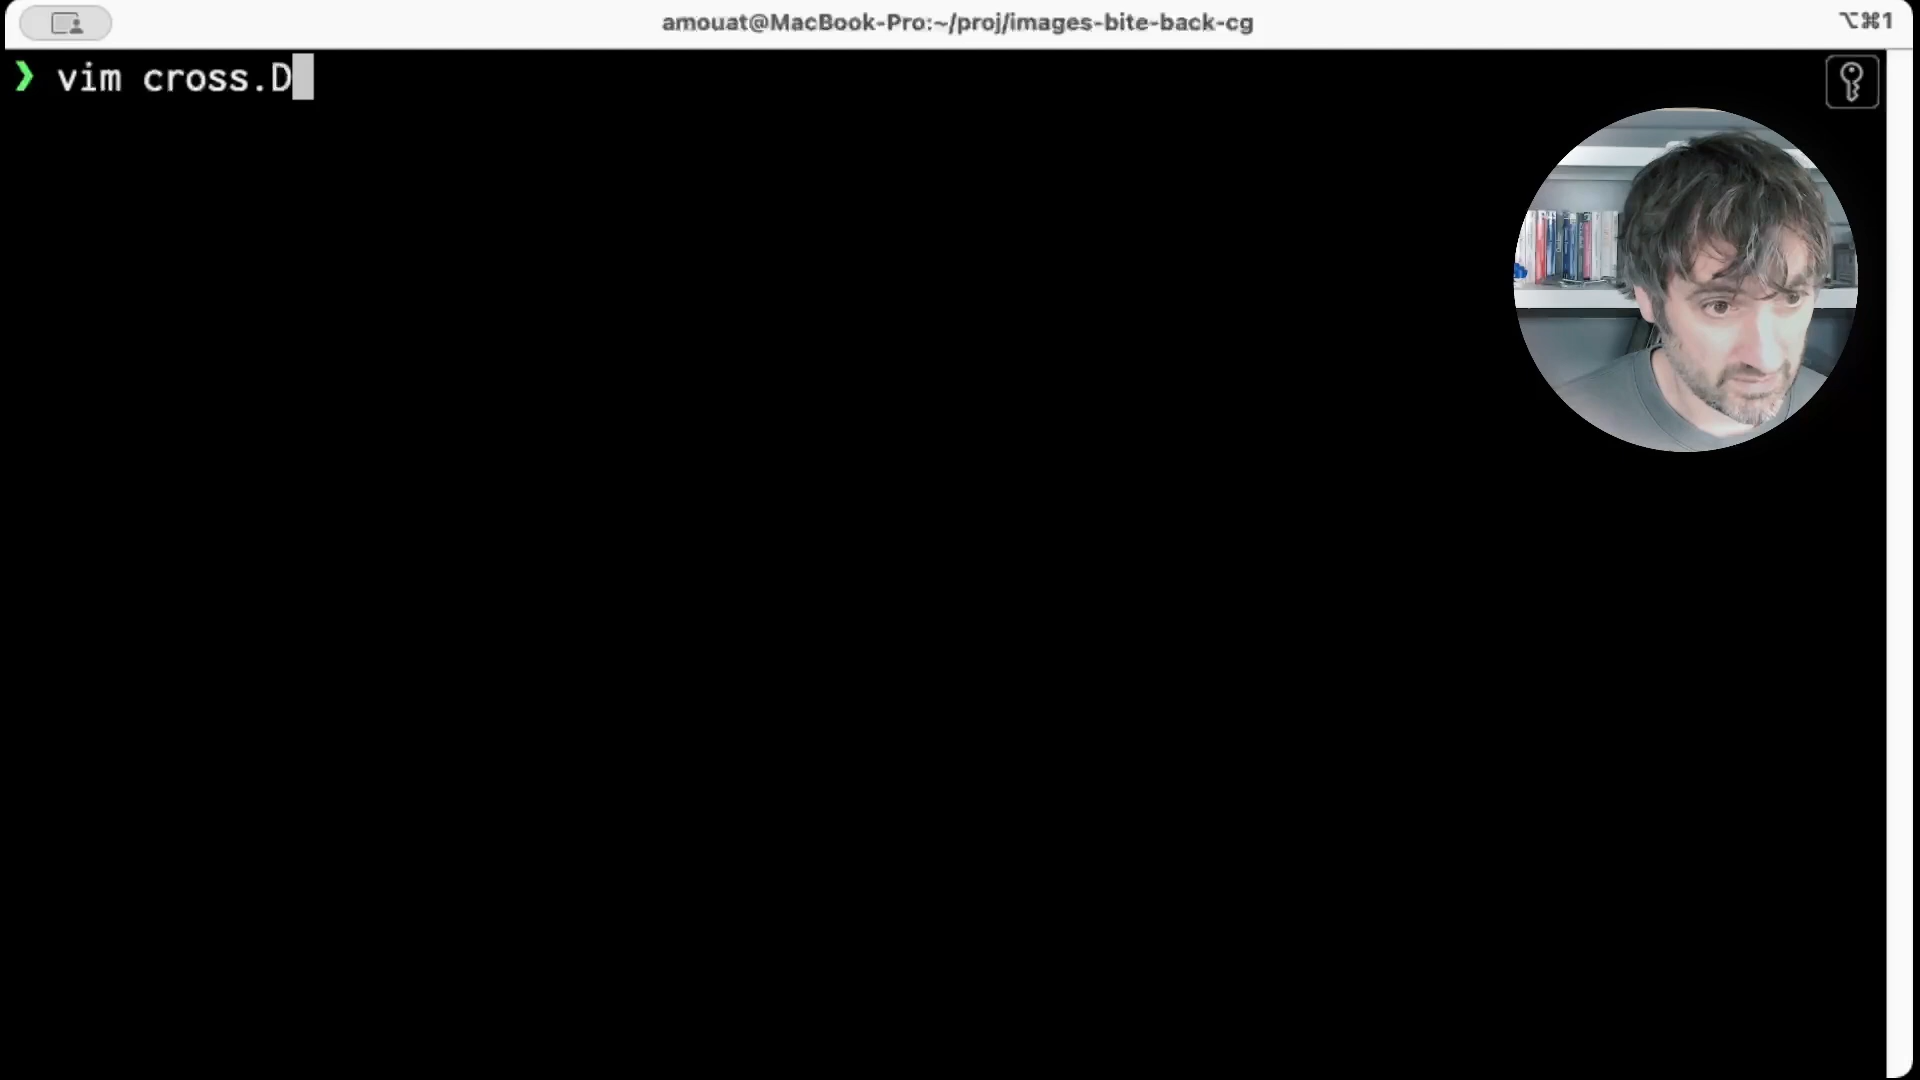 amouat@MacBook-Pro:~/proj/images-bite-back-cg
⌥⌘1
❯ vim cross.D